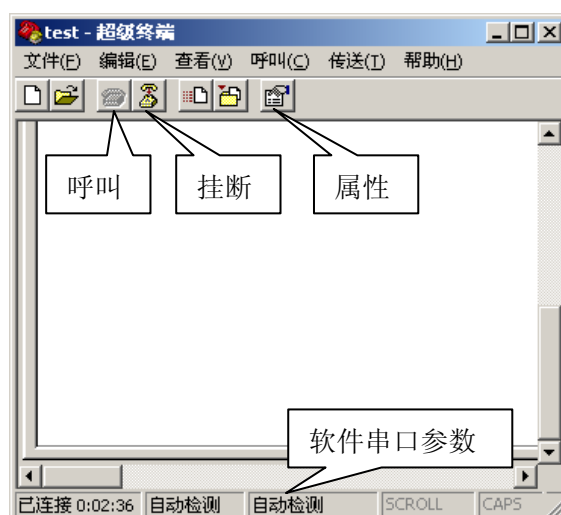 test - 超级终端
文件(F) 编辑(E) 查看(V) 呼叫(C) 传送(T) 帮助(H)
呼叫 挂断 属性
软件串口参数
已连接 0:02:36 自动检测 自动检测 SCROLL CAPS